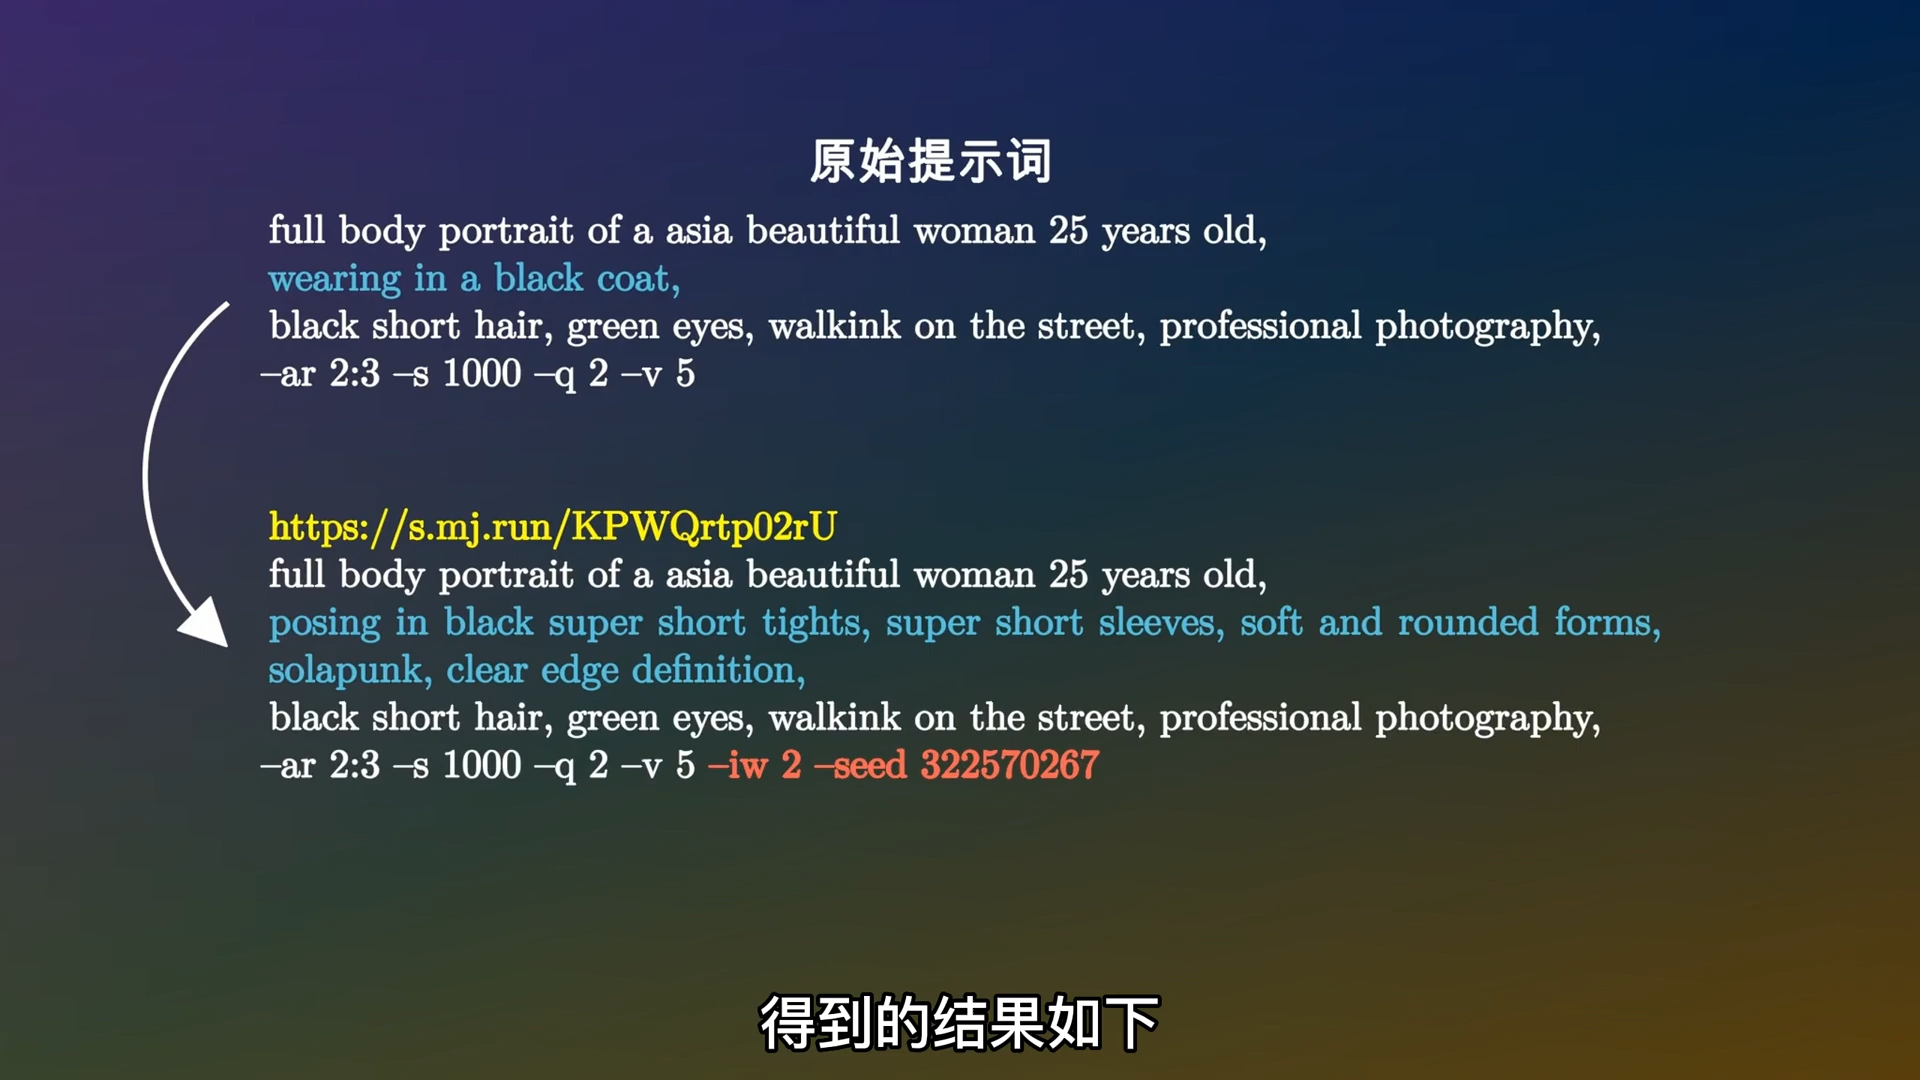 原始提示词
full body portrait of a asia beautiful woman 25 years old,
wearing in a black coat,
black short hair, green eyes, walkink on the street, professional photography,
–ar 2:3 –s 1000 –q 2 –v 5
https://s.mj.run/KPWQrtp02rU
full body portrait of a asia beautiful woman 25 years old,
posing in black super short tights, super short sleeves, soft and rounded forms,
solapunk, clear edge definition,
black short hair, green eyes, walkink on the street, professional photography,
–ar 2:3 –s 1000 –q 2 –v 5 –iw 2 –seed 322570267
得到的结果如下